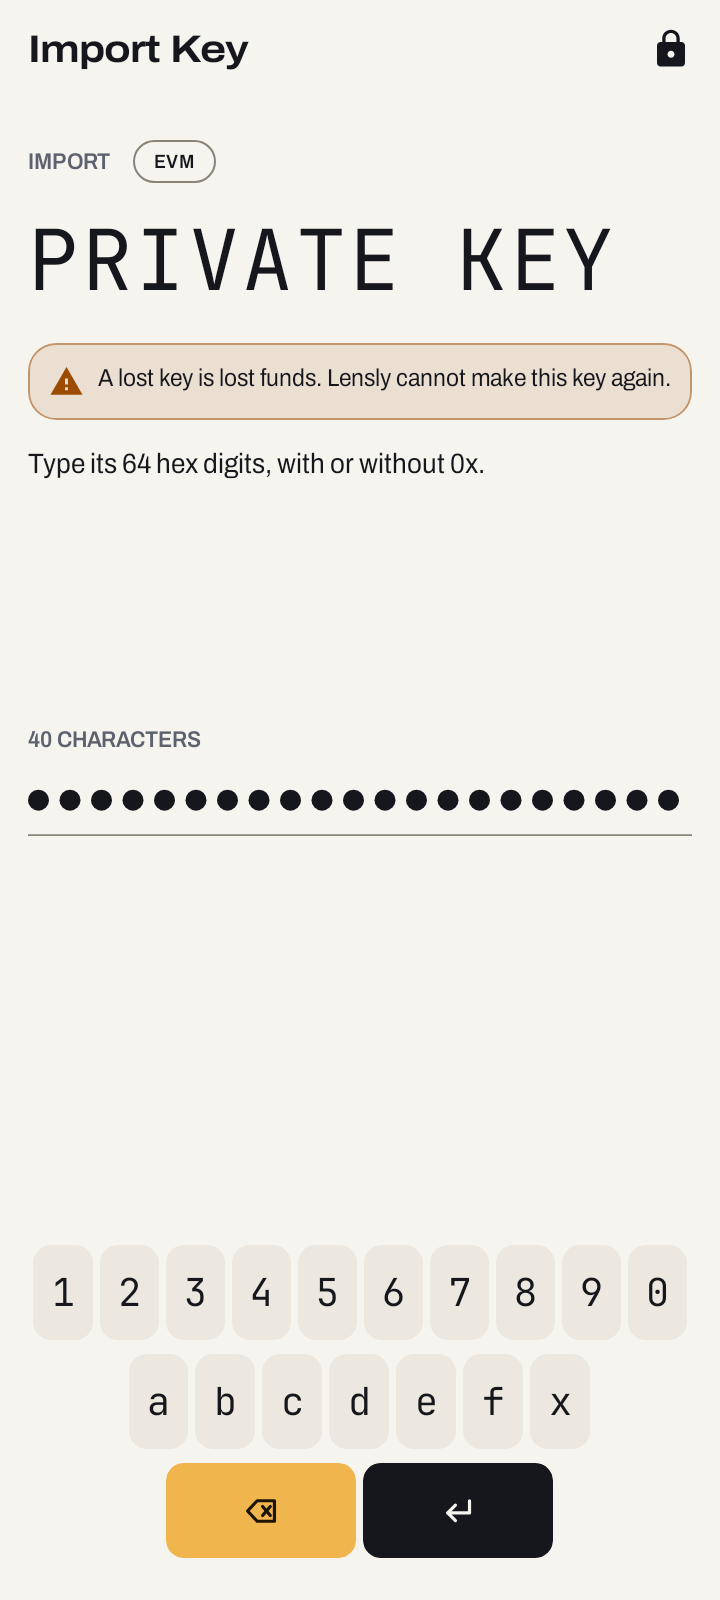 Import Key
IMPORT EVM
PRIVATE KEY
A lost key is lost funds. Lensly cannot make this key again.
Type its 64 hex digits, with or without 0x.
40 CHARACTERS
1 2 3 4 5 6 7 8 9 0
a b c d e f x